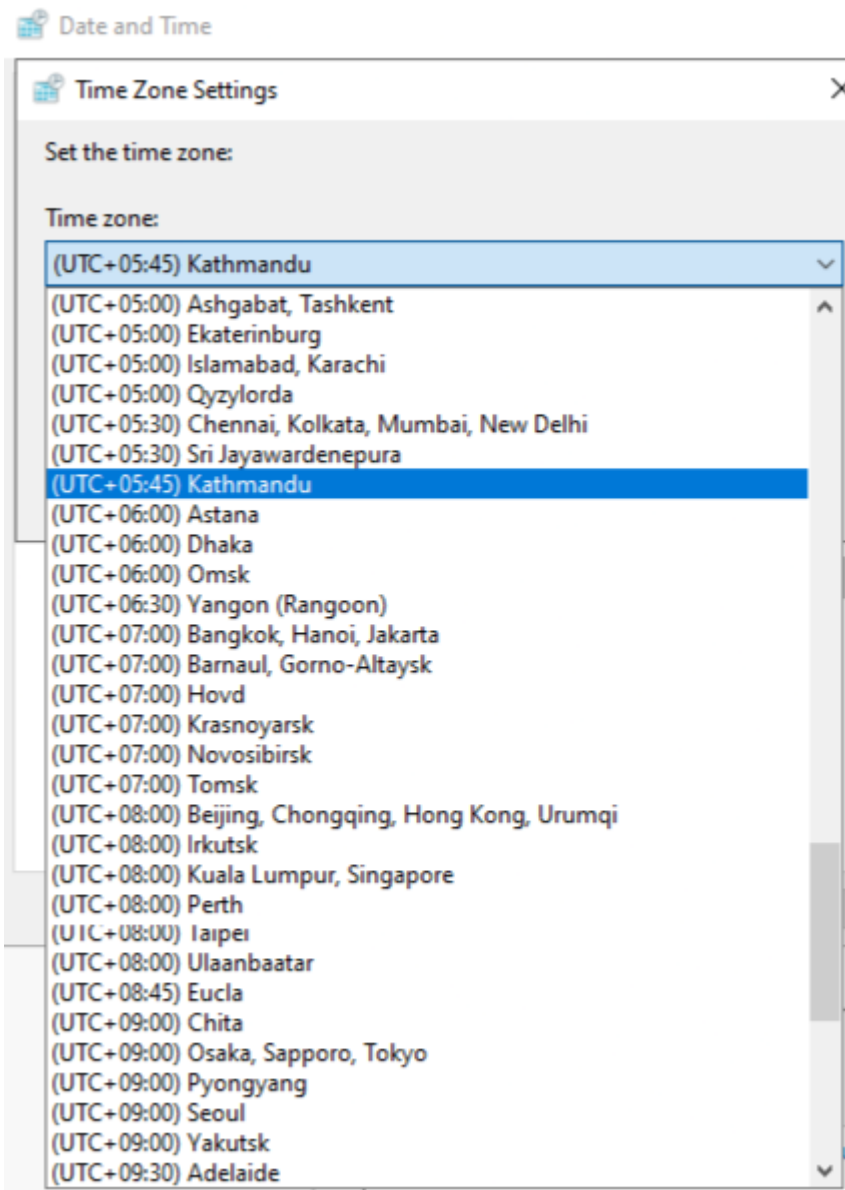 Date and Time
Time Zone Settings
Set the time zone:
Time zone:
(UTC+05:45) Kathmandu
(UTC+05:00) Ashgabat, Tashkent
(UTC+05:00) Ekaterinburg
(UTC+05:00) Islamabad, Karachi
(UTC+05:00) Qyzylorda
(UTC+05:30) Chennai, Kolkata, Mumbai, New Delhi
(UTC+05:30) Sri Jayawardenepura
(UTC+05:45) Kathmandu
(UTC+06:00) Astana
(UTC+06:00) Dhaka
(UTC+06:00) Omsk
(UTC+06:30) Yangon (Rangoon)
(UTC+07:00) Bangkok, Hanoi, Jakarta
(UTC+07:00) Barnaul, Gorno-Altaysk
(UTC+07:00) Hovd
(UTC+07:00) Krasnoyarsk
(UTC+07:00) Novosibirsk
(UTC+07:00) Tomsk
(UTC+08:00) Beijing, Chongqing, Hong Kong, Urumqi
(UTC+08:00) Irkutsk
(UTC+08:00) Kuala Lumpur, Singapore
(UTC+08:00) Perth
(UTC+08:00) Taipei
(UTC+08:00) Ulaanbaatar
(UTC+08:45) Eucla
(UTC+09:00) Chita
(UTC+09:00) Osaka, Sapporo, Tokyo
(UTC+09:00) Pyongyang
(UTC+09:00) Seoul
(UTC+09:00) Yakutsk
(UTC+09:30) Adelaide